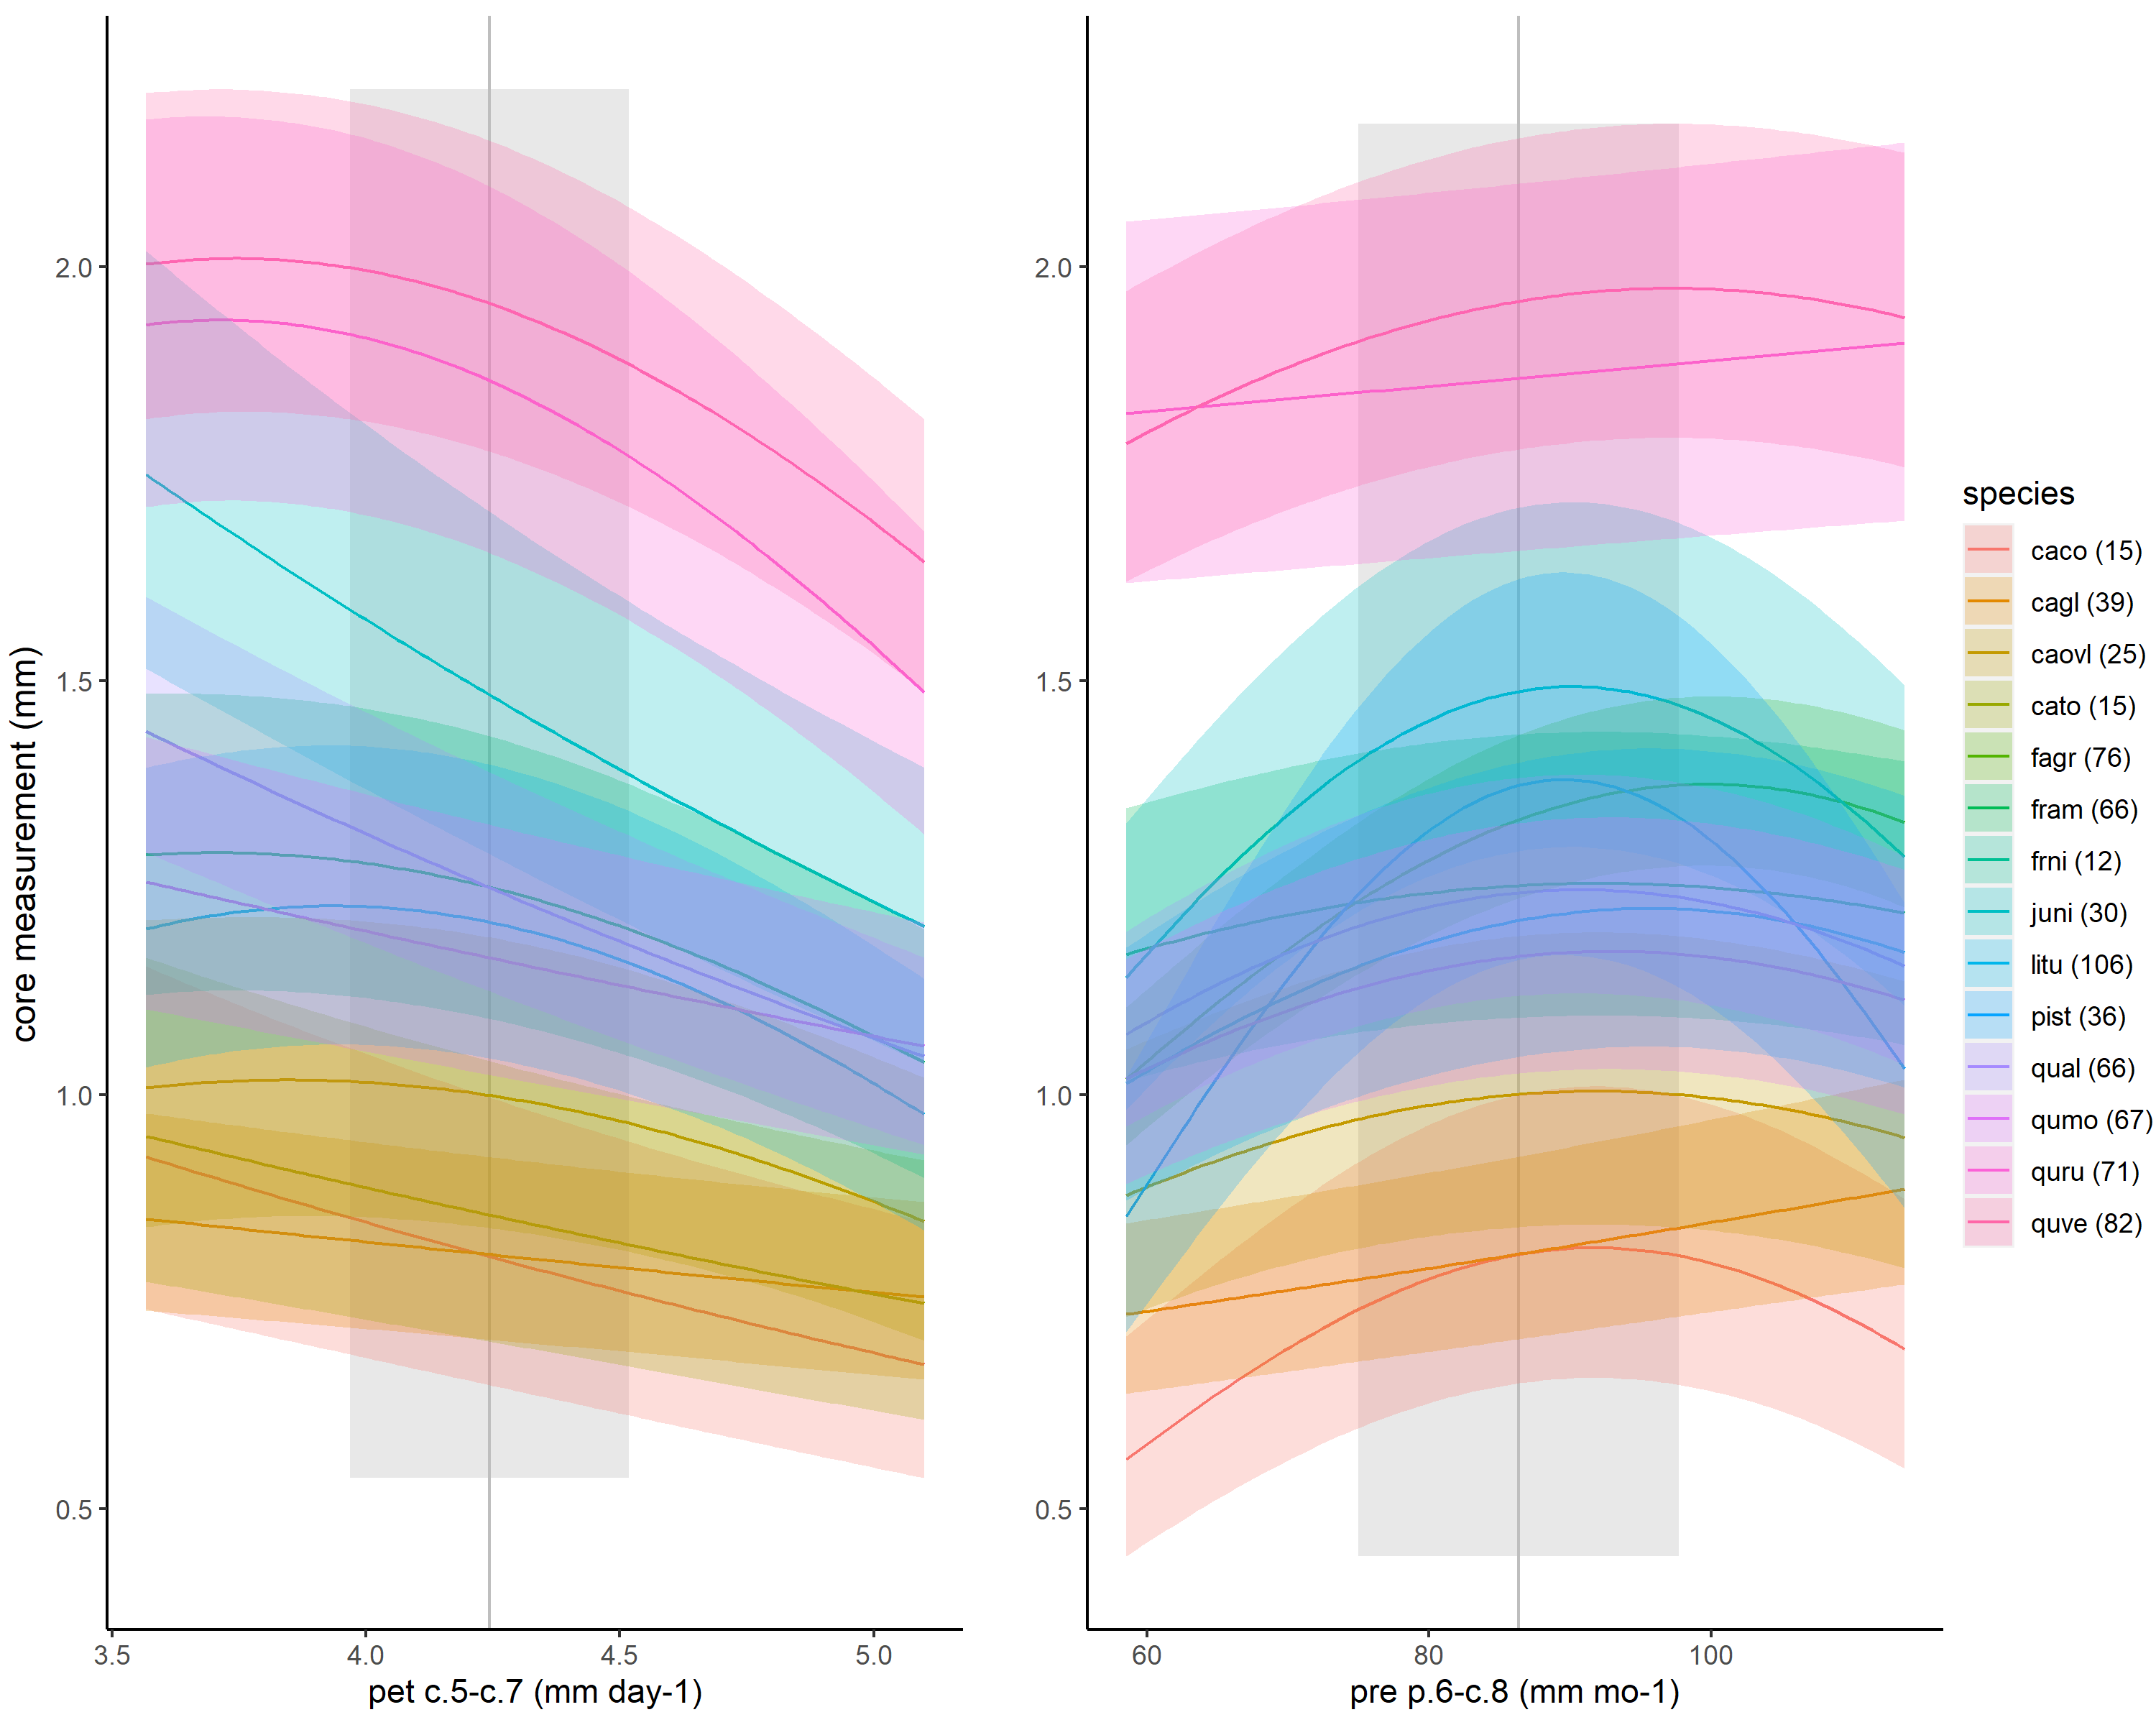 core measurement (mm)
2.0
1.5
1.0
0.5
3.5 4.0 4.5 5.0
pet c.5-c.7 (mm day-1)
2.0
1.5
1.0
0.5
60 80 100
pre p.6-c.8 (mm mo-1)
species
caco (15)
cagl (39)
caovl (25)
cato (15)
fagr (76)
fram (66)
frni (12)
juni (30)
litu (106)
pist (36)
qual (66)
qumo (67)
quru (71)
quve (82)